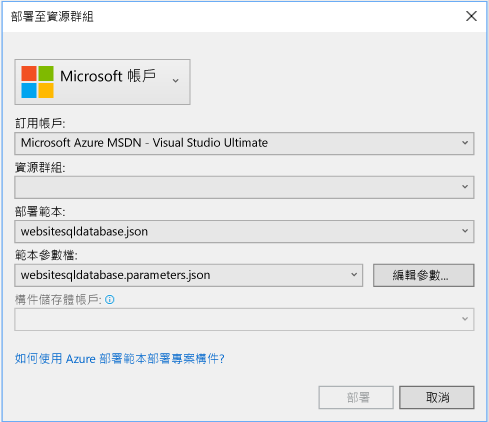 部署至資源群組
Microsoft 帳戶
訂用帳戶:
Microsoft Azure MSDN - Visual Studio Ultimate
資源群組:
部署範本:
websitesqldatabase.json
範本參數檔:
websitesqldatabase.parameters.json
編輯參數...
構件儲存體帳戶:
如何使用 Azure 部署範本部署專案構件?
部署
取消